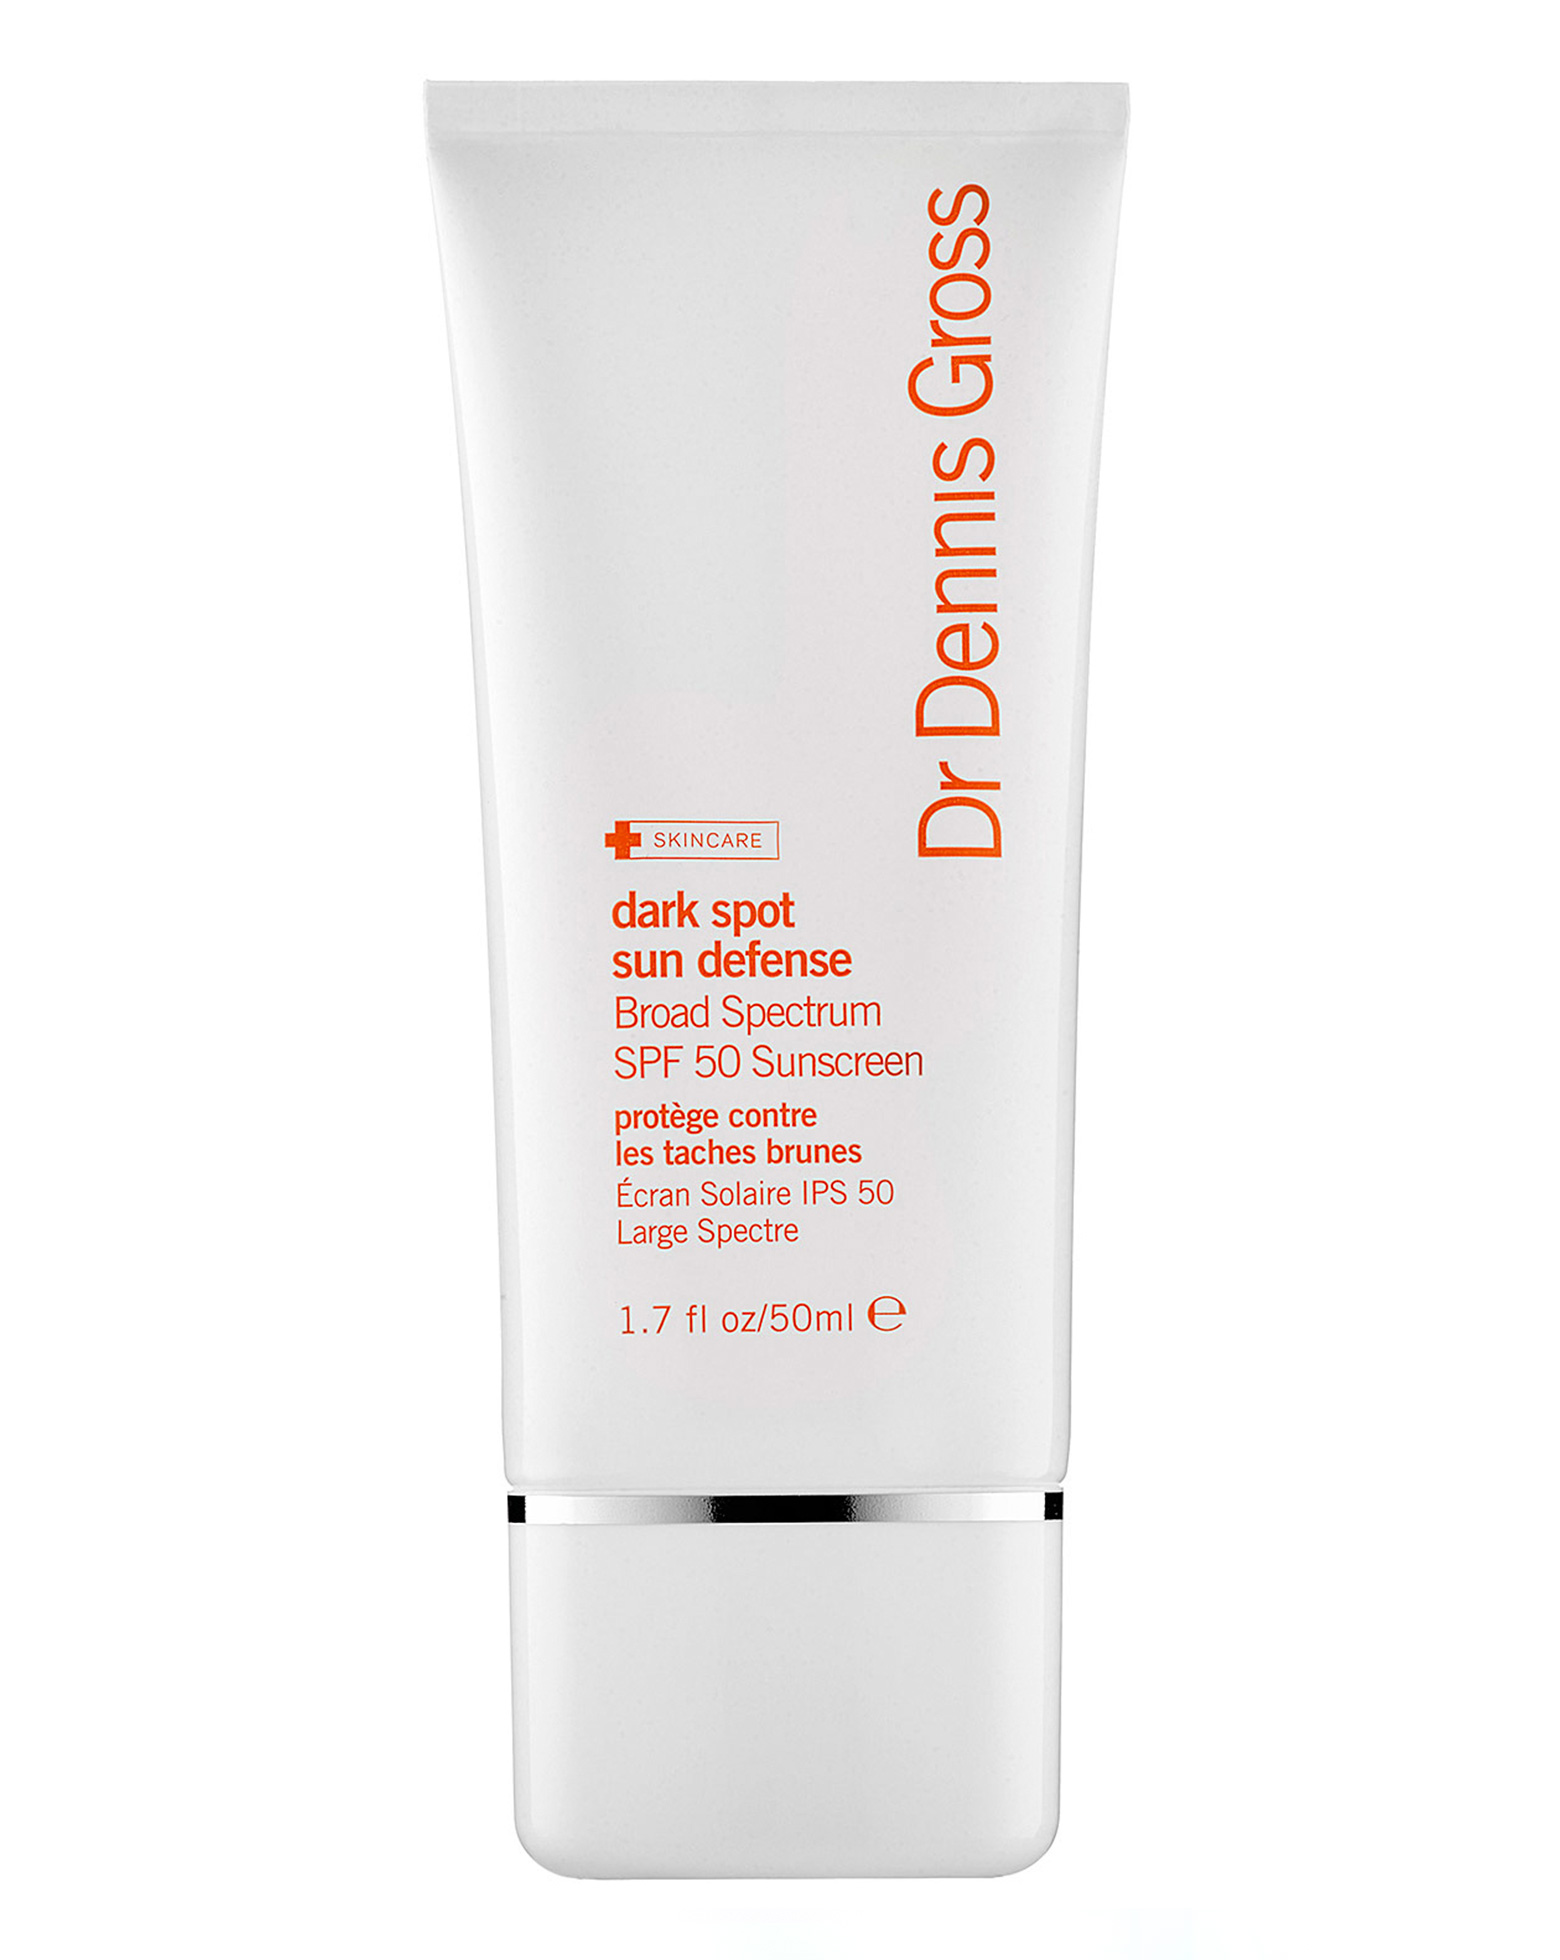 Dr Dennis Gross
SKINCARE
dark spot
sun defense
Broad Spectrum
SPF 50 Sunscreen
protège contre
les taches brunes
Écran Solaire IPS 50
Large Spectre
1.7 fl oz/50ml ℮